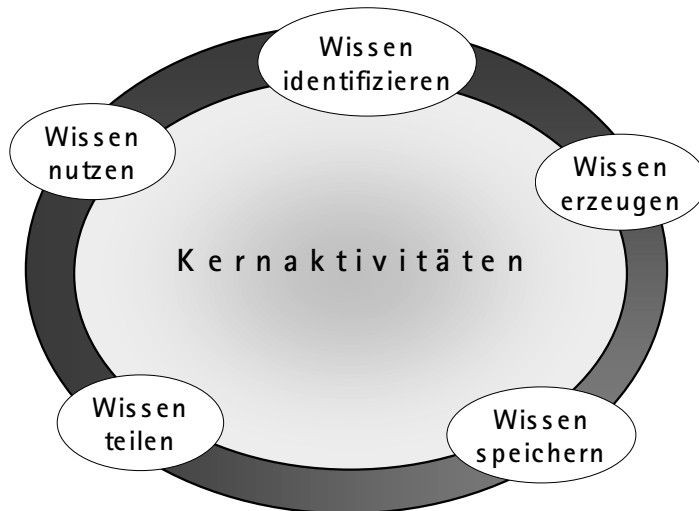 Wissen
identifizieren
Wissen
nutzen
Wissen
erzeugen
Kernaktivitäten
Wissen
teilen
Wissen
speichern